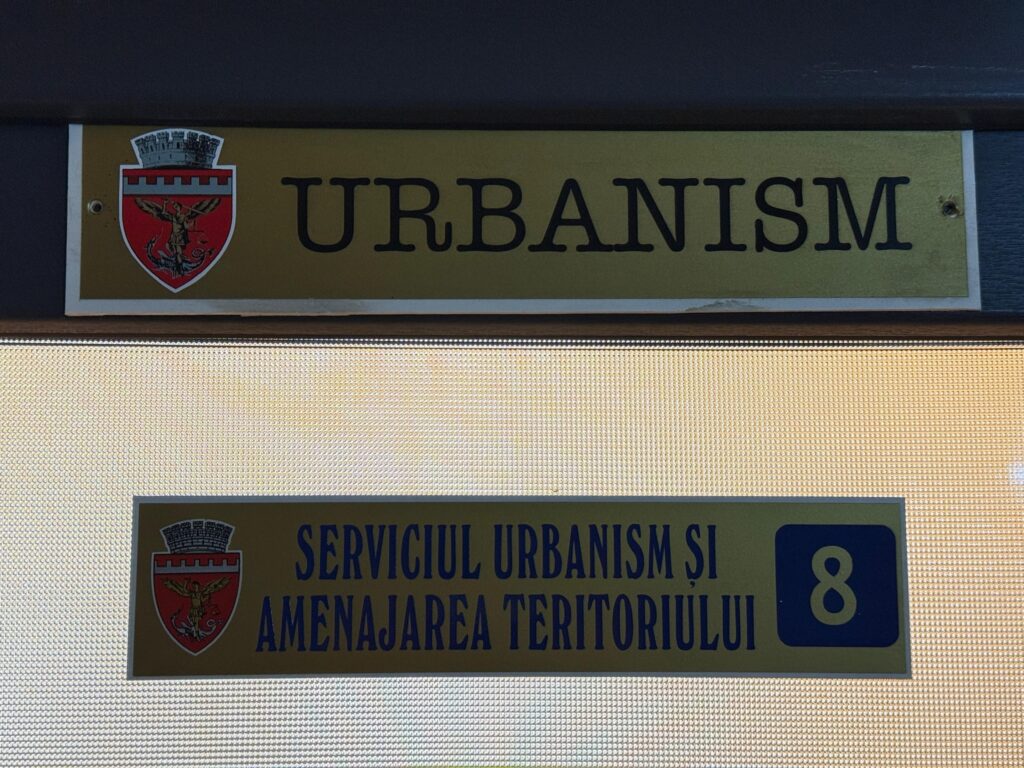 URBANISM
SERVICIUL URBANISM ȘI
AMENAJAREA TERITORIULUI
8